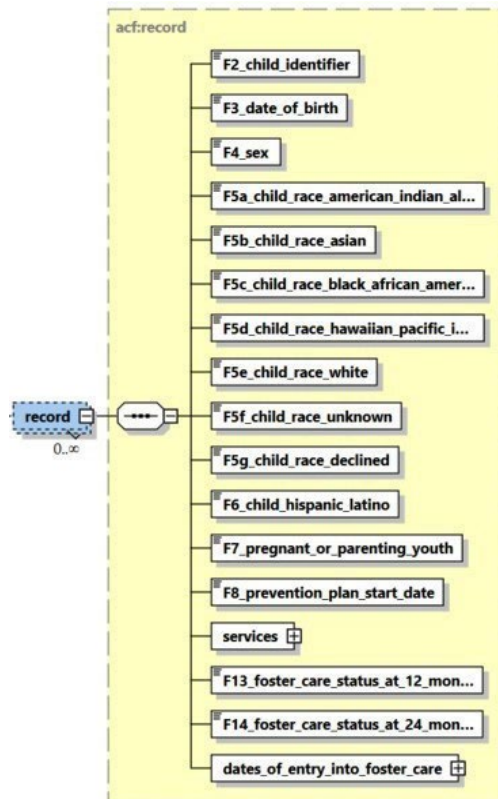 acf:record
F2_child_identifier
F3_date_of_birth
F4_sex
F5a_child_race_american_indian_al...
F5b_child_race_asian
F5c_child_race_black_african_amer...
F5d_child_race_hawaiian_pacific_i...
F5e_child_race_white
record
F5f_child_race_unknown
0..∞
F5g_child_race_declined
F6_child_hispanic_latino
F7_pregnant_or_parenting_youth
F8_prevention_plan_start_date
services
F13_foster_care_status_at_12_mon...
F14_foster_care_status_at_24_mon...
dates_of_entry_into_foster_care